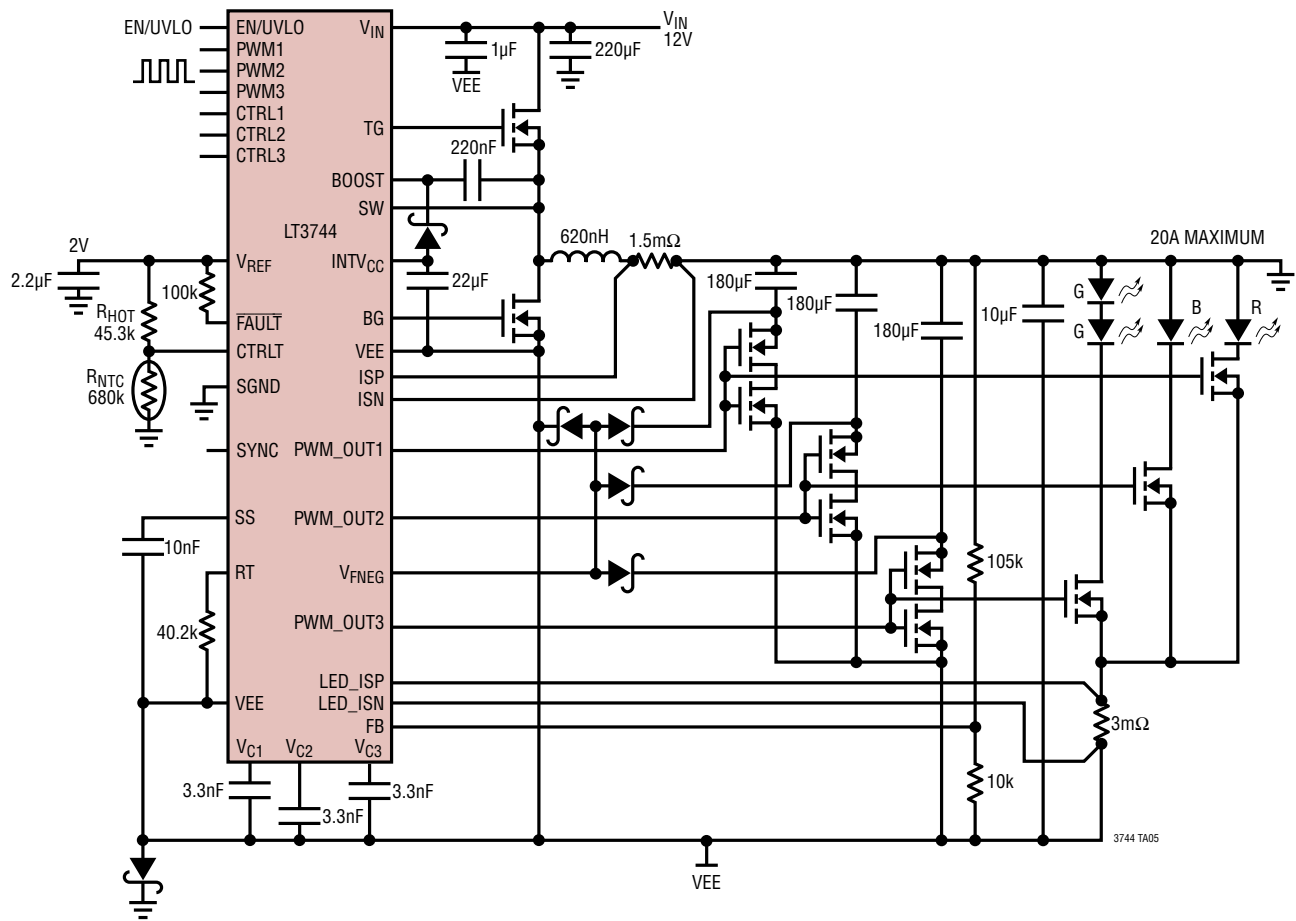 EN/UVLO
EN/UVLO
PWM1
PWM2
PWM3
CTRL1
CTRL2
CTRL3
VIN
VIN
12V
1µF
VEE
220µF
TG
220nF
BOOST
SW
LT3744
INTVCC
22µF
BG
VEE
ISP
ISN
620nH
1.5mΩ
20A MAXIMUM
180µF
180µF
180µF
10µF
G
G
B
R
2V
2.2µF
VREF
100k
FAULT
RHOT
45.3k
CTRLT
RNTC
680k
SGND
SYNC
PWM_OUT1
SS
PWM_OUT2
10nF
RT
VFNEG
105k
40.2k
PWM_OUT3
LED_ISP
VEE
LED_ISN
FB
3mΩ
VC1
VC2
VC3
3.3nF
3.3nF
3.3nF
10k
VEE
3744 TA05